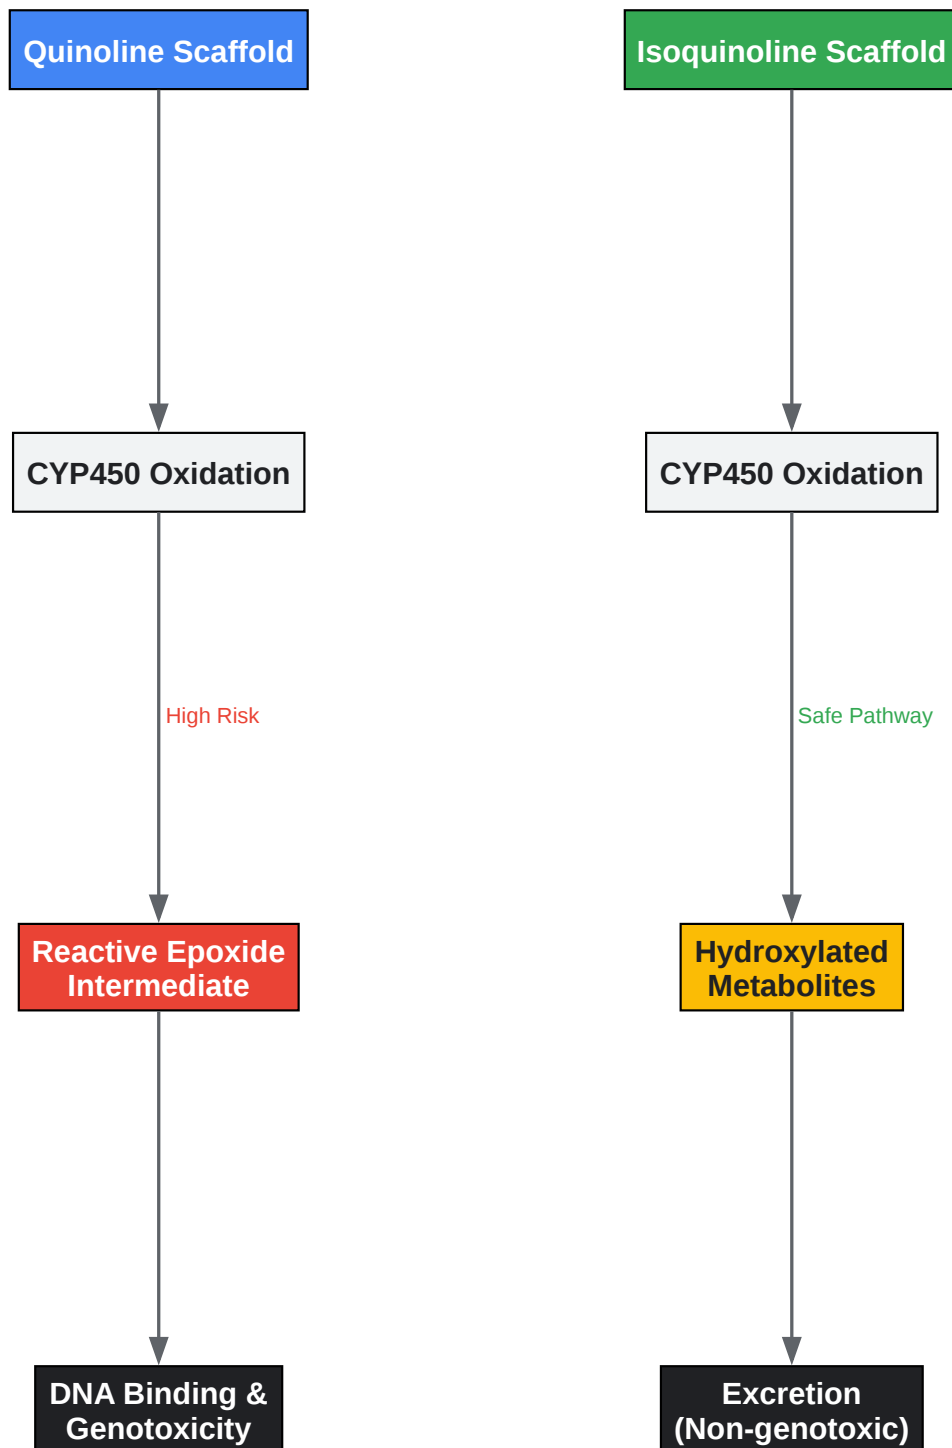 Quinoline Scaffold
Isoquinoline Scaffold
CYP450 Oxidation
CYP450 Oxidation
High Risk
Safe Pathway
Reactive Epoxide
Intermediate
Hydroxylated
Metabolites
DNA Binding &
Genotoxicity
Excretion
(Non-genotoxic)